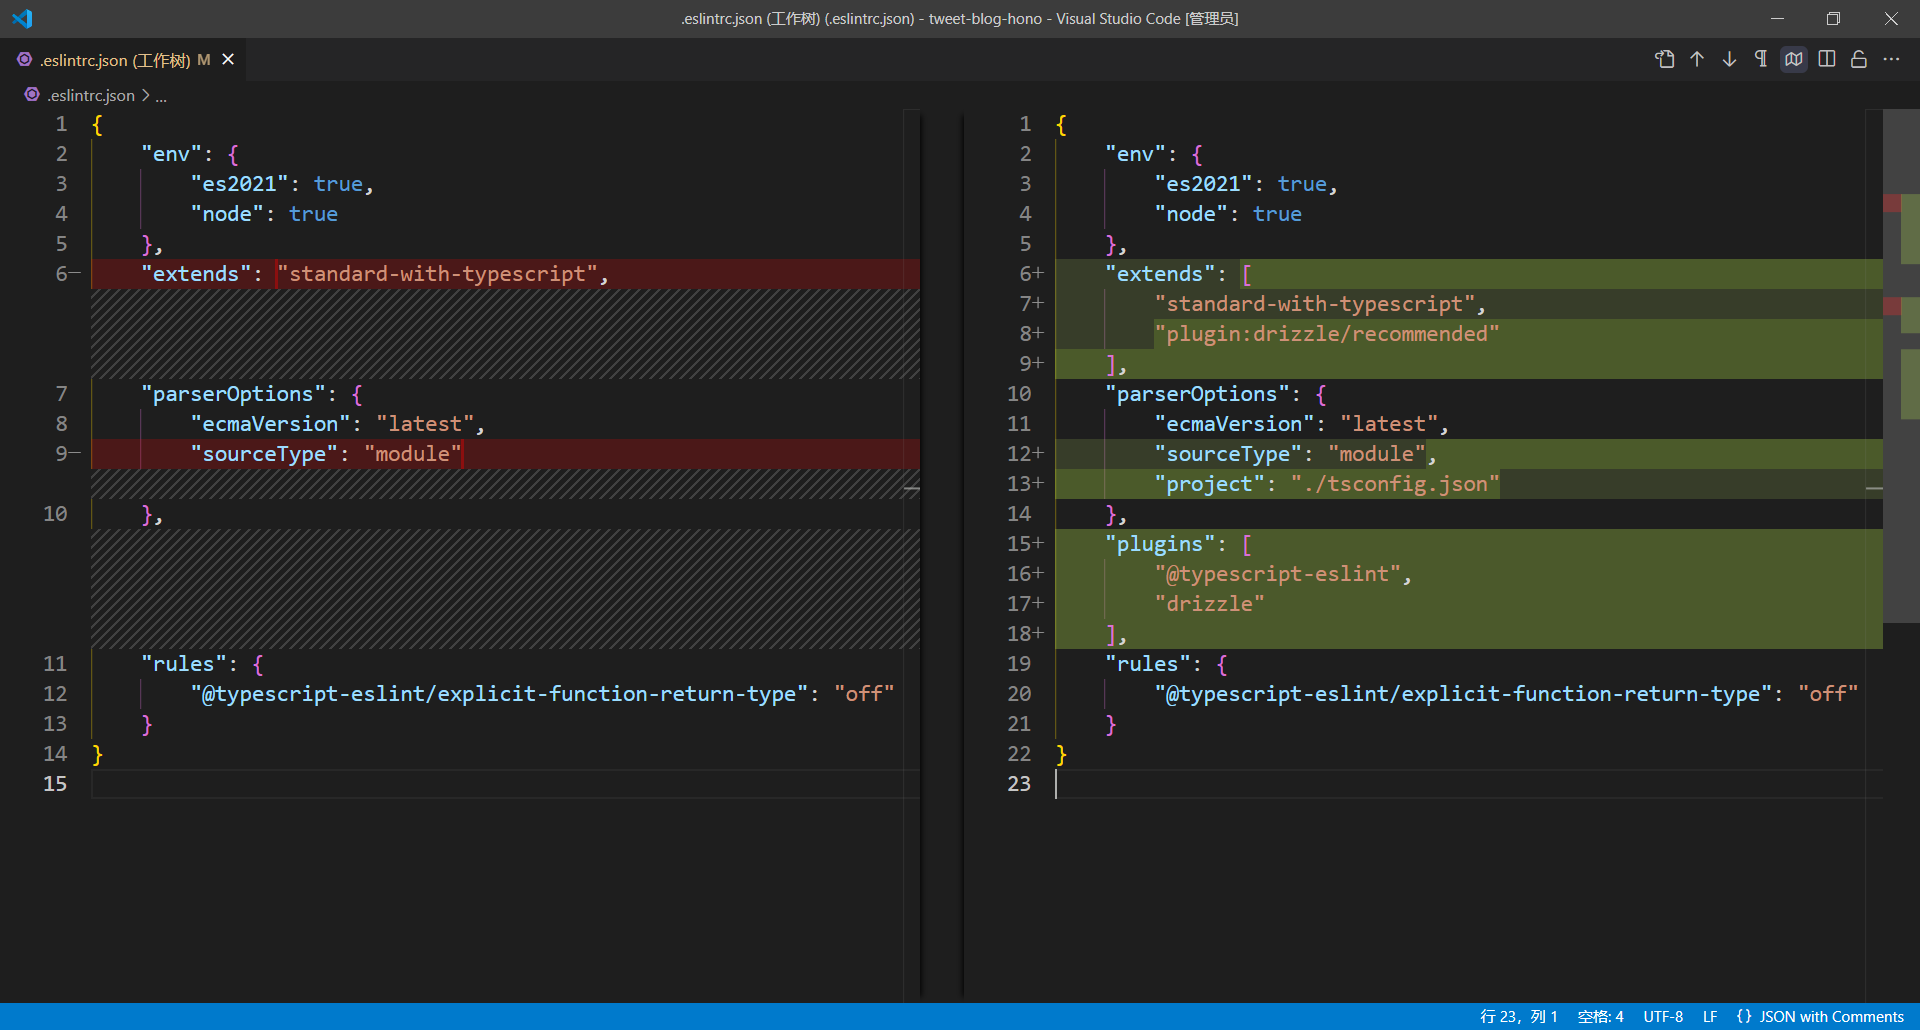 .eslintrc.json (工作树) (.eslintrc.json) - tweet-blog-hono - Visual Studio Code [管理员]
.eslintrc.json (工作树) M
.eslintrc.json > ...
1 {
2 "env": {
3 "es2021": true,
4 "node": true
5 },
6— "extends": "standard-with-typescript",
7 "parserOptions": {
8 "ecmaVersion": "latest",
9— "sourceType": "module"
10 },
11 "rules": {
12 "@typescript-eslint/explicit-function-return-type": "off"
13 }
14 }
15
1 {
2 "env": {
3 "es2021": true,
4 "node": true
5 },
6+ "extends": [
7+ "standard-with-typescript",
8+ "plugin:drizzle/recommended"
9+ ],
10 "parserOptions": {
11 "ecmaVersion": "latest",
12+ "sourceType": "module",
13+ "project": "./tsconfig.json"
14 },
15+ "plugins": [
16+ "@typescript-eslint",
17+ "drizzle"
18+ ],
19 "rules": {
20 "@typescript-eslint/explicit-function-return-type": "off"
21 }
22 }
23
行 23，列 1 空格: 4 UTF-8 LF {} JSON with Comments